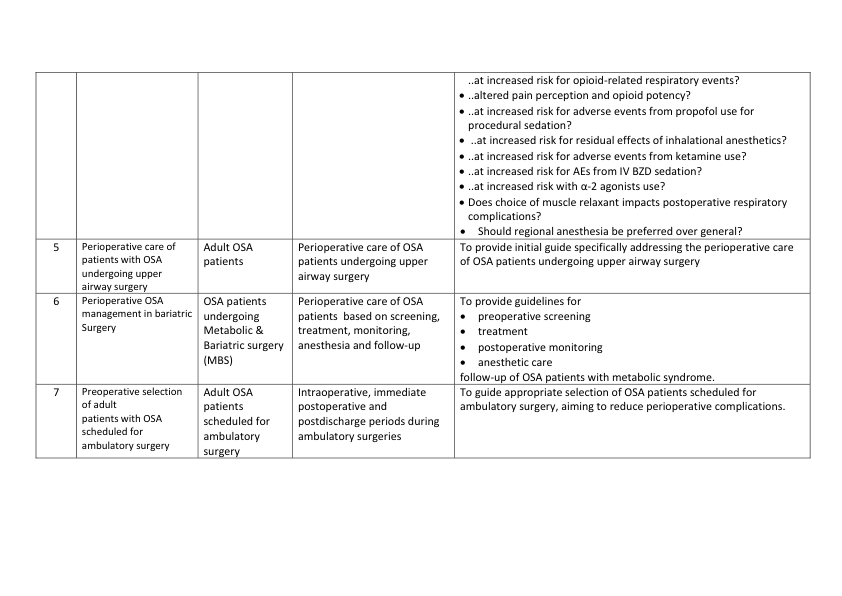 ..at increased risk for opioid-related respiratory events?
• ..altered pain perception and opioid potency?
• ..at increased risk for adverse events from propofol use for
procedural sedation?
• ..at increased risk for residual effects of inhalational anesthetics?
• ..at increased risk for adverse events from ketamine use?
• ..at increased risk for AEs from IV BZD sedation?
• ..at increased risk with α-2 agonists use?
• Does choice of muscle relaxant impacts postoperative respiratory
complications?
• Should regional anesthesia be preferred over general?
5
Perioperative care of
patients with OSA
undergoing upper
airway surgery
Adult OSA
patients
Perioperative care of OSA
patients undergoing upper
airway surgery
To provide initial guide specifically addressing the perioperative care
of OSA patients undergoing upper airway surgery
6
Perioperative OSA
management in bariatric
Surgery
OSA patients
undergoing
Metabolic &
Bariatric surgery
(MBS)
Perioperative care of OSA
patients based on screening,
treatment, monitoring,
anesthesia and follow-up
To provide guidelines for
• preoperative screening
• treatment
• postoperative monitoring
• anesthetic care
follow-up of OSA patients with metabolic syndrome.
7
Preoperative selection
of adult
patients with OSA
scheduled for
ambulatory surgery
Adult OSA
patients
scheduled for
ambulatory
surgery
Intraoperative, immediate
postoperative and
postdischarge periods during
ambulatory surgeries
To guide appropriate selection of OSA patients scheduled for
ambulatory surgery, aiming to reduce perioperative complications.